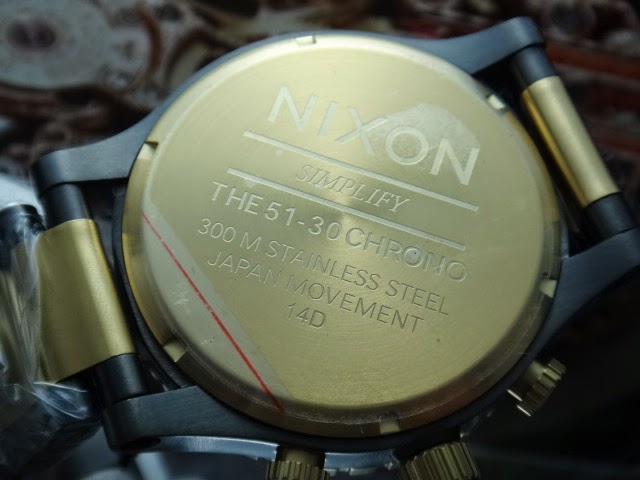 NIXON
SIMPLIFY
THE 51-30 CHRONO
300 M STAINLESS STEEL
JAPAN MOVEMENT
14D